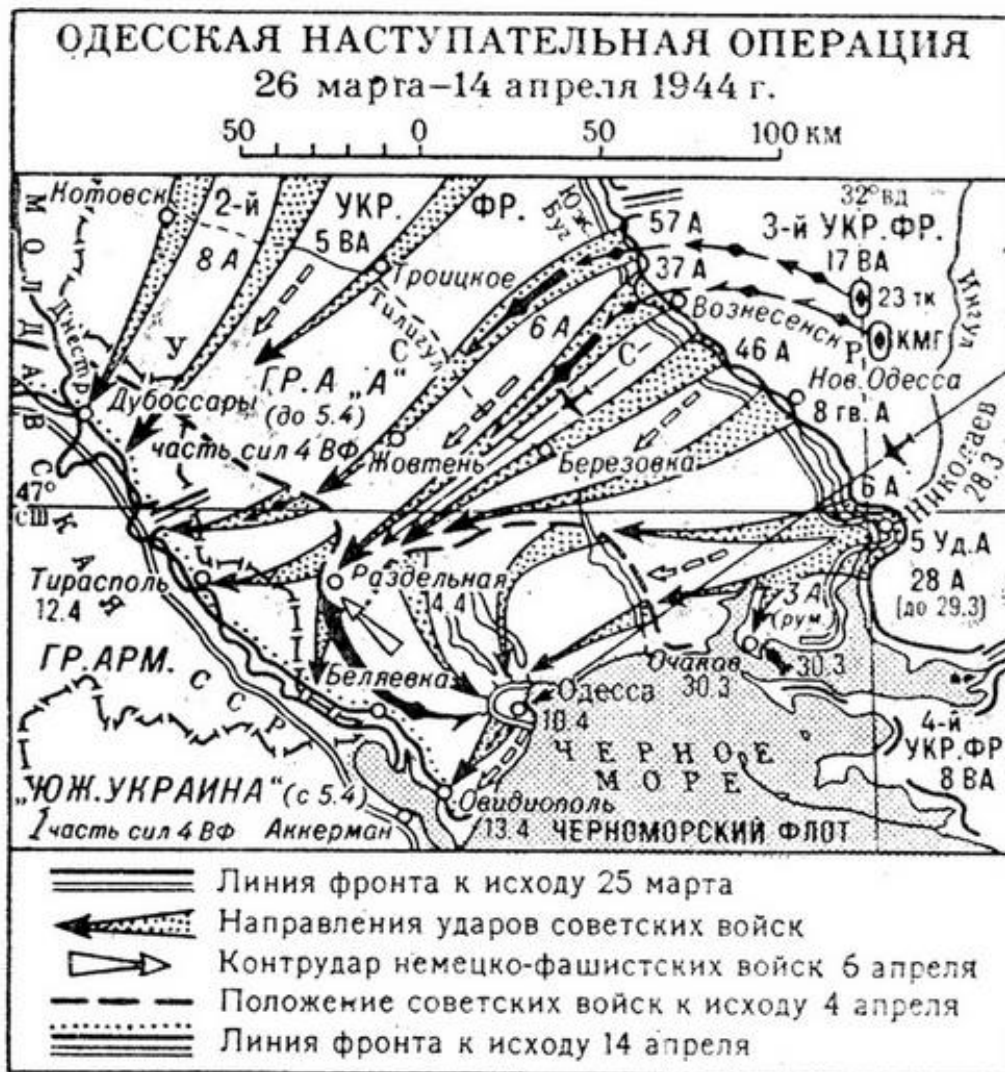 ОДЕССКАЯ НАСТУПАТЕЛЬНАЯ ОПЕРАЦИЯ
26 марта–14 апреля 1944 г.
50 0 50 100 км
Котовск
2-й УКР. ФР.
8 А
5 ВА
Троицкое
Юж. Буг
57 А
37 А
32° вд
3-й УКР. ФР.
17 ВА
23 тк
КМГ
Ингул
Вознесенск
МОЛДАВСКАЯ ССР
Днестр
Тилигул
6 А
46 А
Нов. Одесса
8 гв. А
У С С Р
Дубоссары
ГР. А „А“
(до 5.4)
часть сил 4 ВФ
Жовтень
Березовка
47°
сш
6 А
Николаев
28.3
5 Уд. А
28 А
(до 29.3)
Тирасполь
12.4
Раздельная
4.4
3 А
(рум.)
Очаков
30.3
30.3
ГР. АРМ.
Беляевка
Одесса
10.4
ЧЕРНОЕ
МОРЕ
4-й
УКР. ФР.
8 ВА
„ЮЖ. УКРАИНА“ (с 5.4)
часть сил 4 ВФ
Аккерман
Овидиополь
13.4
ЧЕРНОМОРСКИЙ ФЛОТ
Линия фронта к исходу 25 марта
Направления ударов советских войск
Контрудар немецко-фашистских войск 6 апреля
Положение советских войск к исходу 4 апреля
Линия фронта к исходу 14 апреля